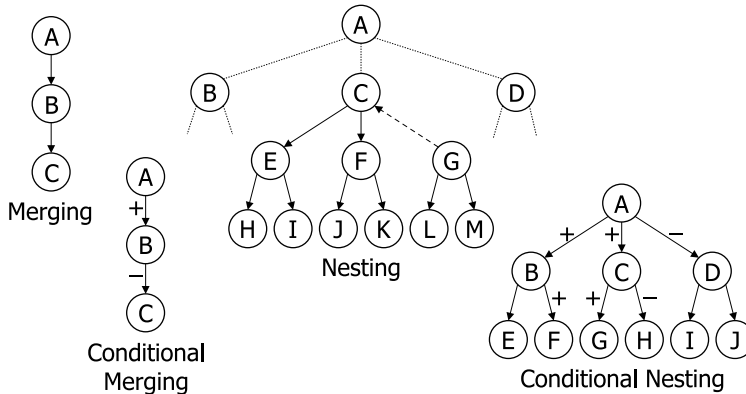 A
B
C
Merging
A
+
B
−
C
Conditional
Merging
A
B
C
D
E
F
G
H
I
J
K
L
M
Nesting
A
+
+
−
B
C
D
+
+
−
E
F
G
H
I
J
Conditional Nesting